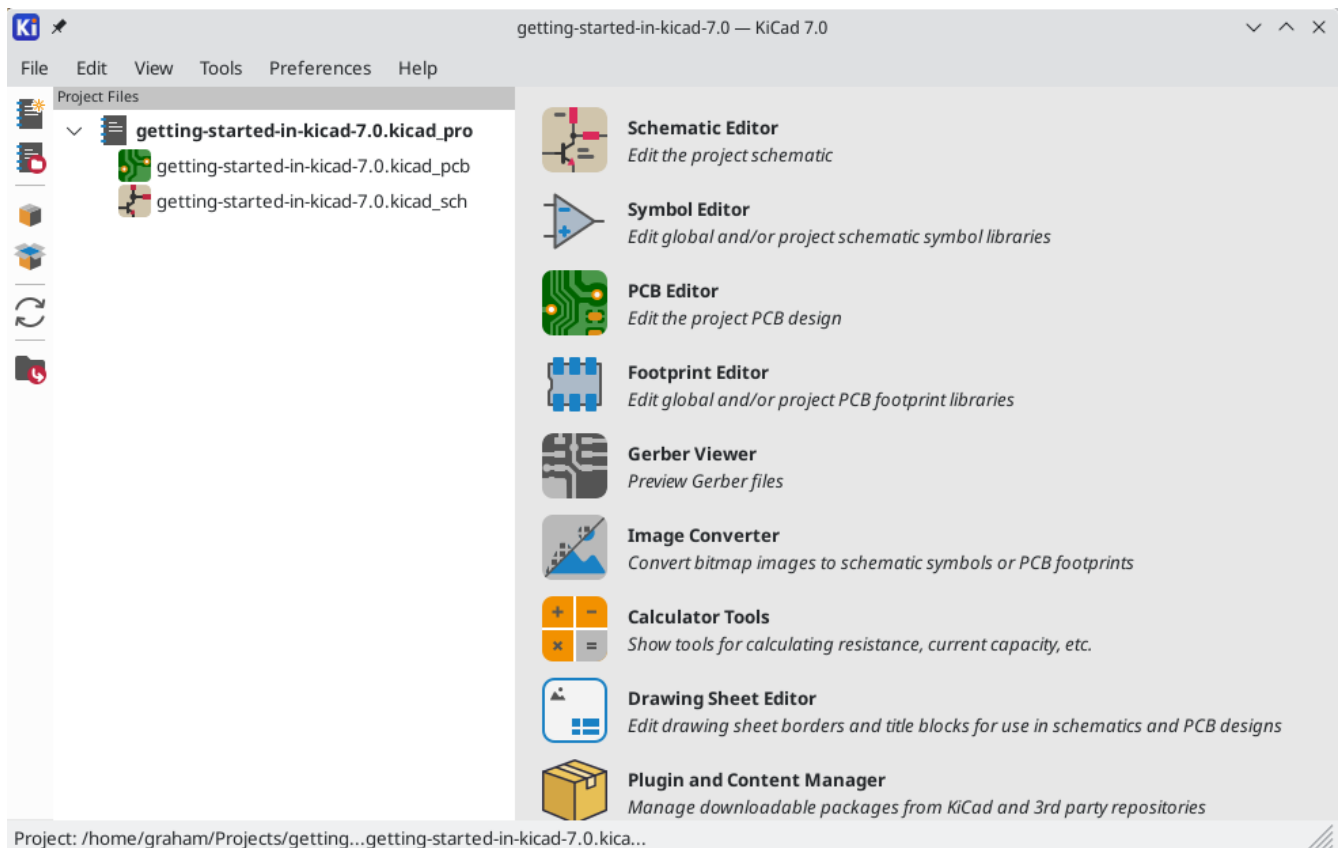 Ki
getting-started-in-kicad-7.0 — KiCad 7.0
File Edit View Tools Preferences Help
Project Files
getting-started-in-kicad-7.0.kicad_pro
getting-started-in-kicad-7.0.kicad_pcb
getting-started-in-kicad-7.0.kicad_sch
Schematic Editor
Edit the project schematic
Symbol Editor
Edit global and/or project schematic symbol libraries
PCB Editor
Edit the project PCB design
Footprint Editor
Edit global and/or project PCB footprint libraries
Gerber Viewer
Preview Gerber files
Image Converter
Convert bitmap images to schematic symbols or PCB footprints
Calculator Tools
Show tools for calculating resistance, current capacity, etc.
Drawing Sheet Editor
Edit drawing sheet borders and title blocks for use in schematics and PCB designs
Plugin and Content Manager
Manage downloadable packages from KiCad and 3rd party repositories
Project: /home/graham/Projects/getting...getting-started-in-kicad-7.0.kica...